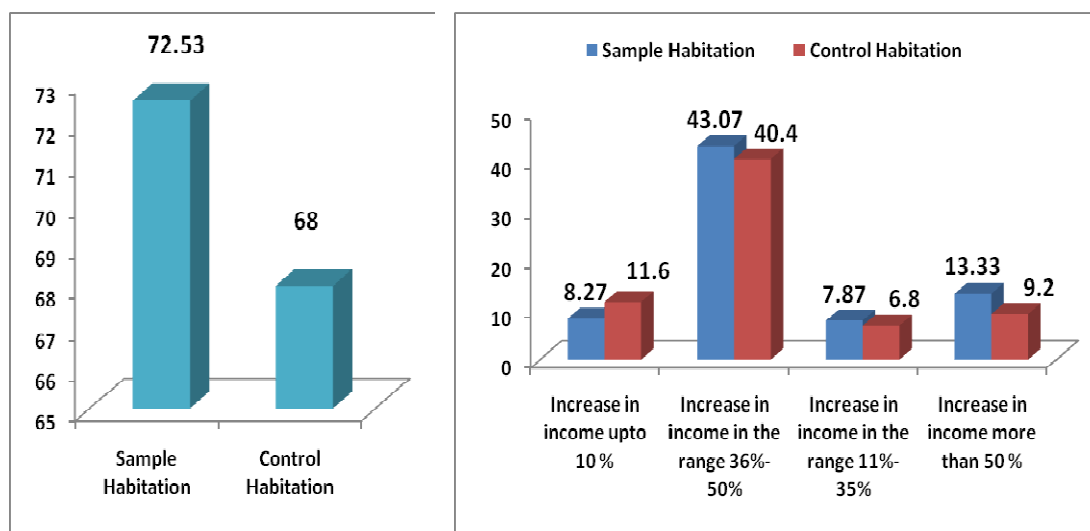 72.53
68
73
72
71
70
69
68
67
66
65
Sample
Habitation
Control
Habitation
Sample Habitation
Control Habitation
50
40
30
20
10
0
8.27
11.6
43.07
40.4
7.87
6.8
13.33
9.2
Increase in
income upto
10 %
Increase in
income in the
range 36%-
50%
Increase in
income in the
range 11%-
35%
Increase in
income more
than 50 %